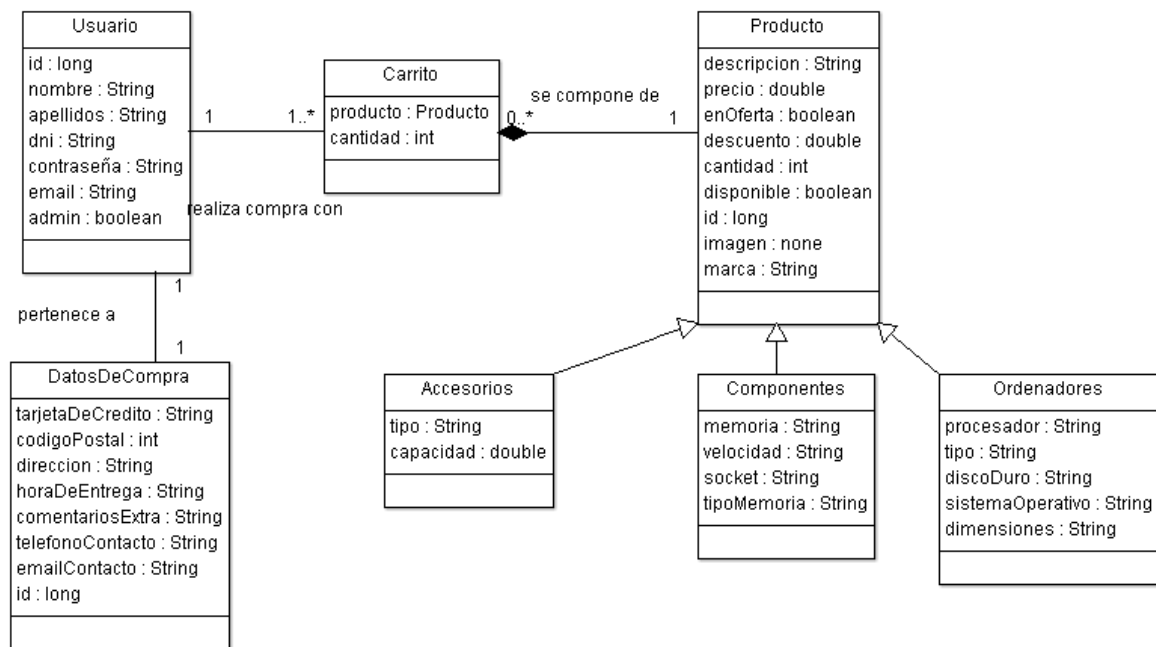 Usuario
id : long
nombre : String
apellidos : String
dni : String
contraseña : String
email : String
admin : boolean
1
1..*
realiza compra con
Carrito
producto : Producto
cantidad : int
se compone de
0..*
1
Producto
descripcion : String
precio : double
enOferta : boolean
descuento : double
cantidad : int
disponible : boolean
id : long
imagen : none
marca : String
1
pertenece a
1
DatosDeCompra
tarjetaDeCredito : String
codigoPostal : int
direccion : String
horaDeEntrega : String
comentariosExtra : String
telefonoContacto : String
emailContacto : String
id : long
Accesorios
tipo : String
capacidad : double
Componentes
memoria : String
velocidad : String
socket : String
tipoMemoria : String
Ordenadores
procesador : String
tipo : String
discoDuro : String
sistemaOperativo : String
dimensiones : String